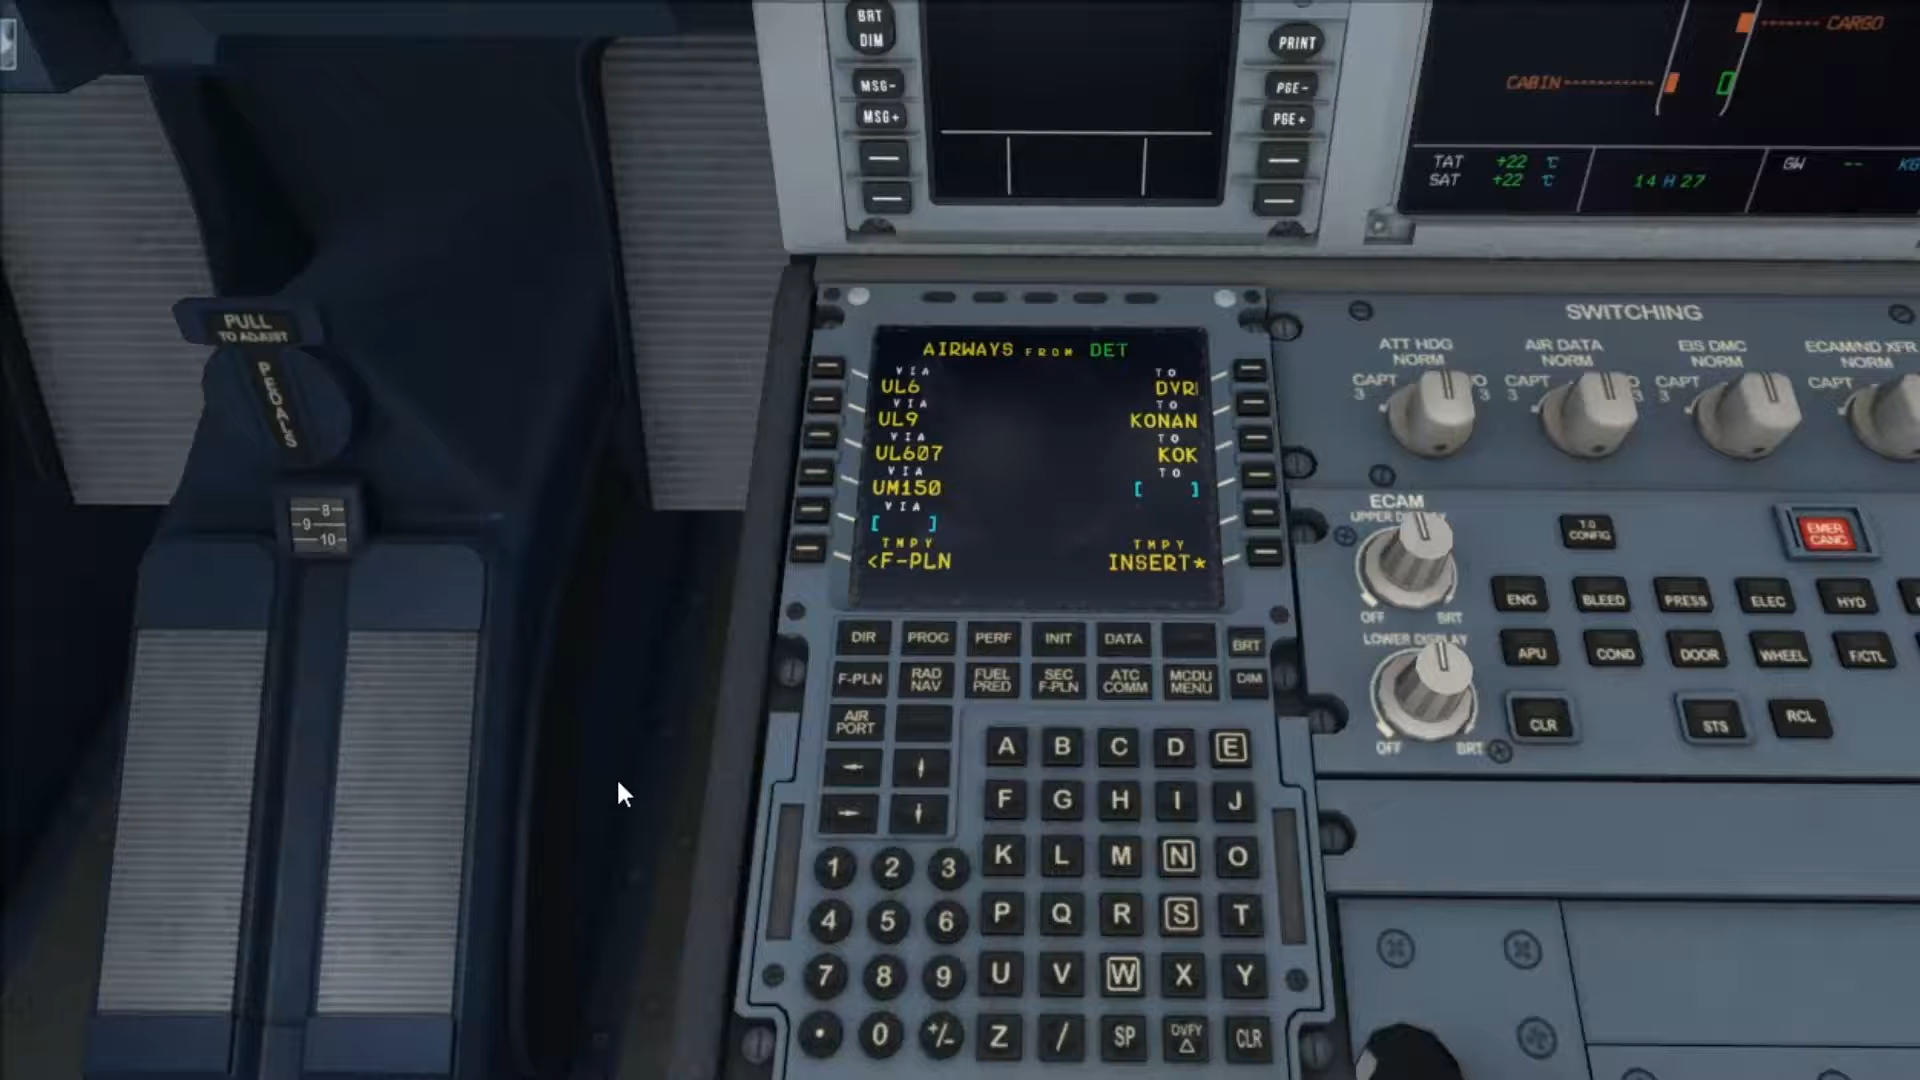 BRT
DIM
MSG-
MSG+
PRINT
PGE-
PGE+
CARGO
CABIN
TAT +22 °C
SAT +22 °C
14 H 27
GW -- KG
PULL
TO ADJUST
PEDALS
8
9
10
AIRWAYS FROM DET
VIA TO
UL6 DVR
VIA TO
UL9 KONAN
VIA TO
UL607 KOK
VIA TO
UM150 [ ]
VIA
[ ]
TMPY TMPY
<F-PLN INSERT*
SWITCHING
ATT HDG
NORM
CAPT
3
AIR DATA
NORM
CAPT
3
EIS DMC
NORM
CAPT
3
ECAM/ND XFR
NORM
CAPT
ECAM
UPPER DISPLAY
OFF BRT
LOWER DISPLAY
OFF BRT
T.O
CONFIG
EMER
CANC
ENG BLEED PRESS ELEC HYD
APU COND DOOR WHEEL F/CTL
CLR STS RCL
DIR PROG PERF INIT DATA BRT
F-PLN RAD NAV FUEL PRED SEC F-PLN ATC COMM MCDU MENU DIM
AIR
PORT
A B C D E
F G H I J
K L M N O
P Q R S T
U V W X Y
Z / SP OVFY △ CLR
1 2 3
4 5 6
7 8 9
. 0 +/-